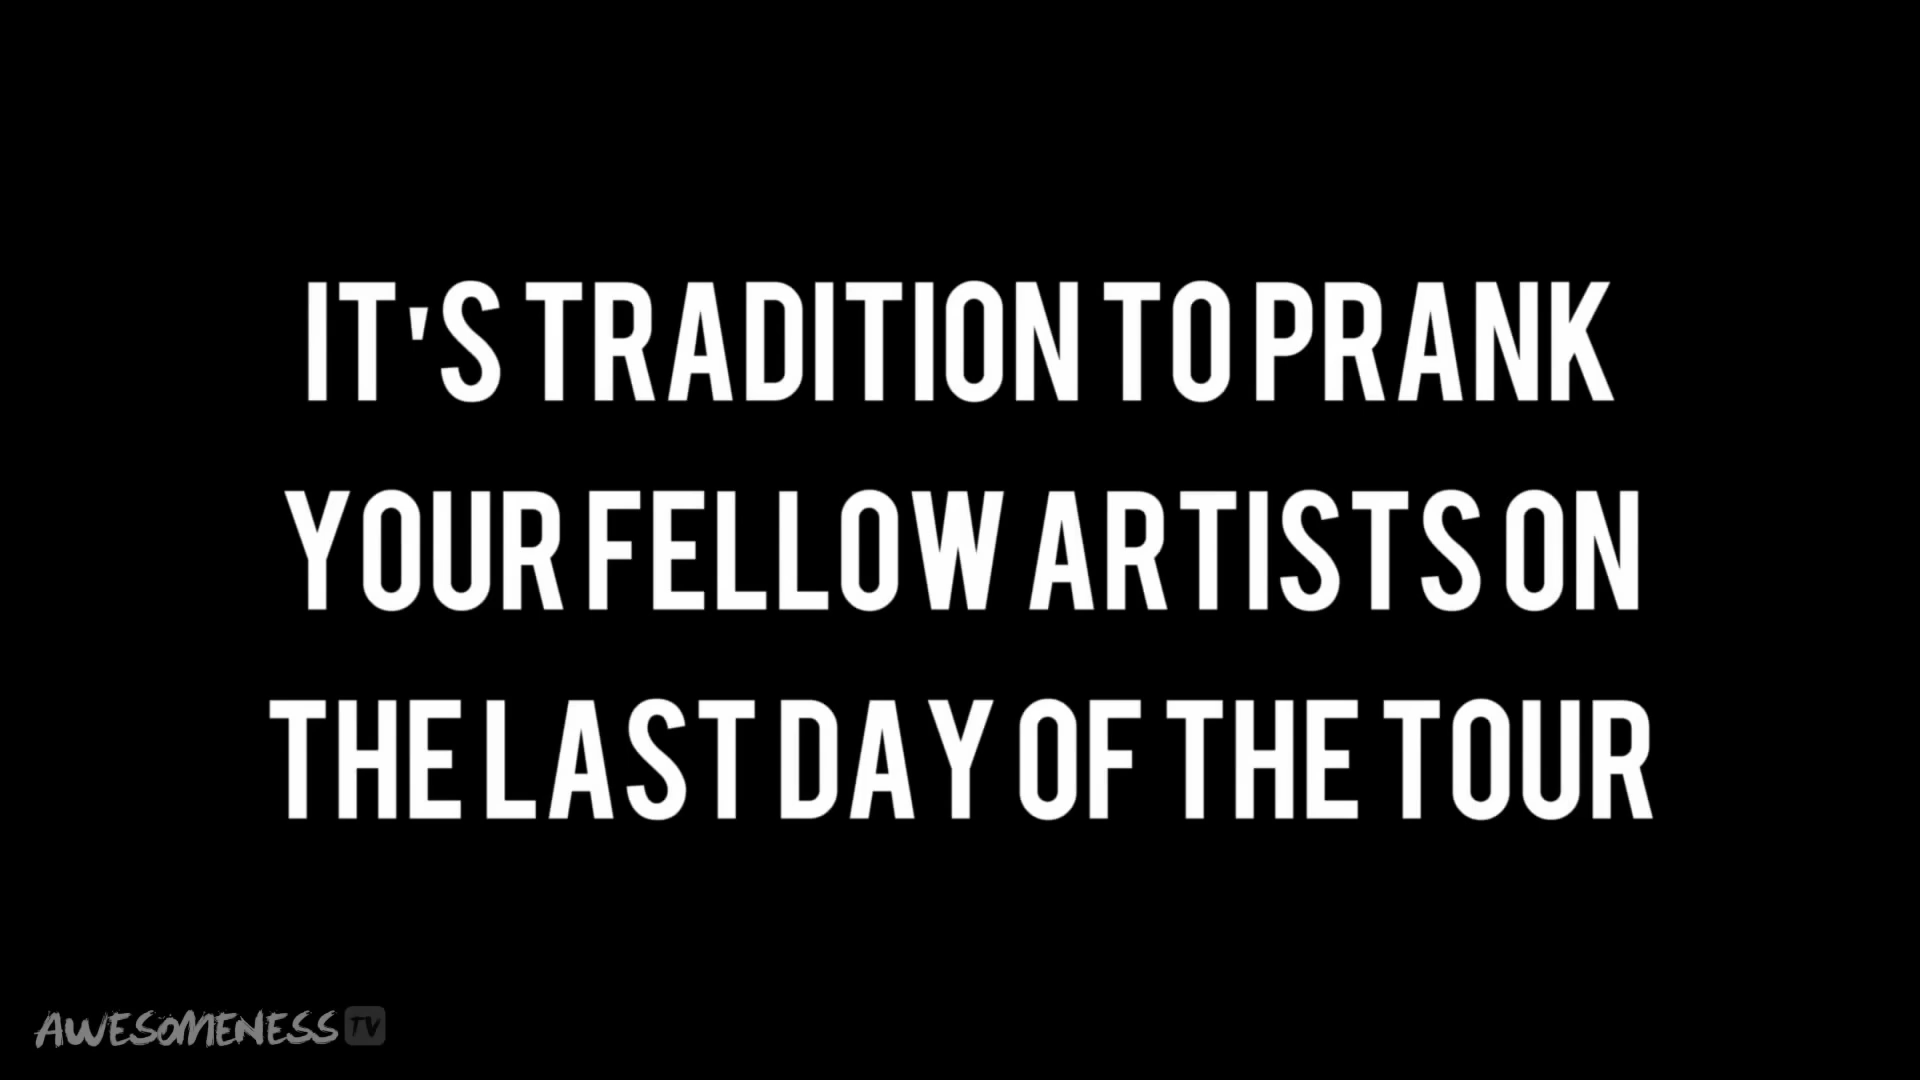 IT'S TRADITION TO PRANK
YOUR FELLOW ARTISTS ON
THE LAST DAY OF THE TOUR
AWESOMENESS TV